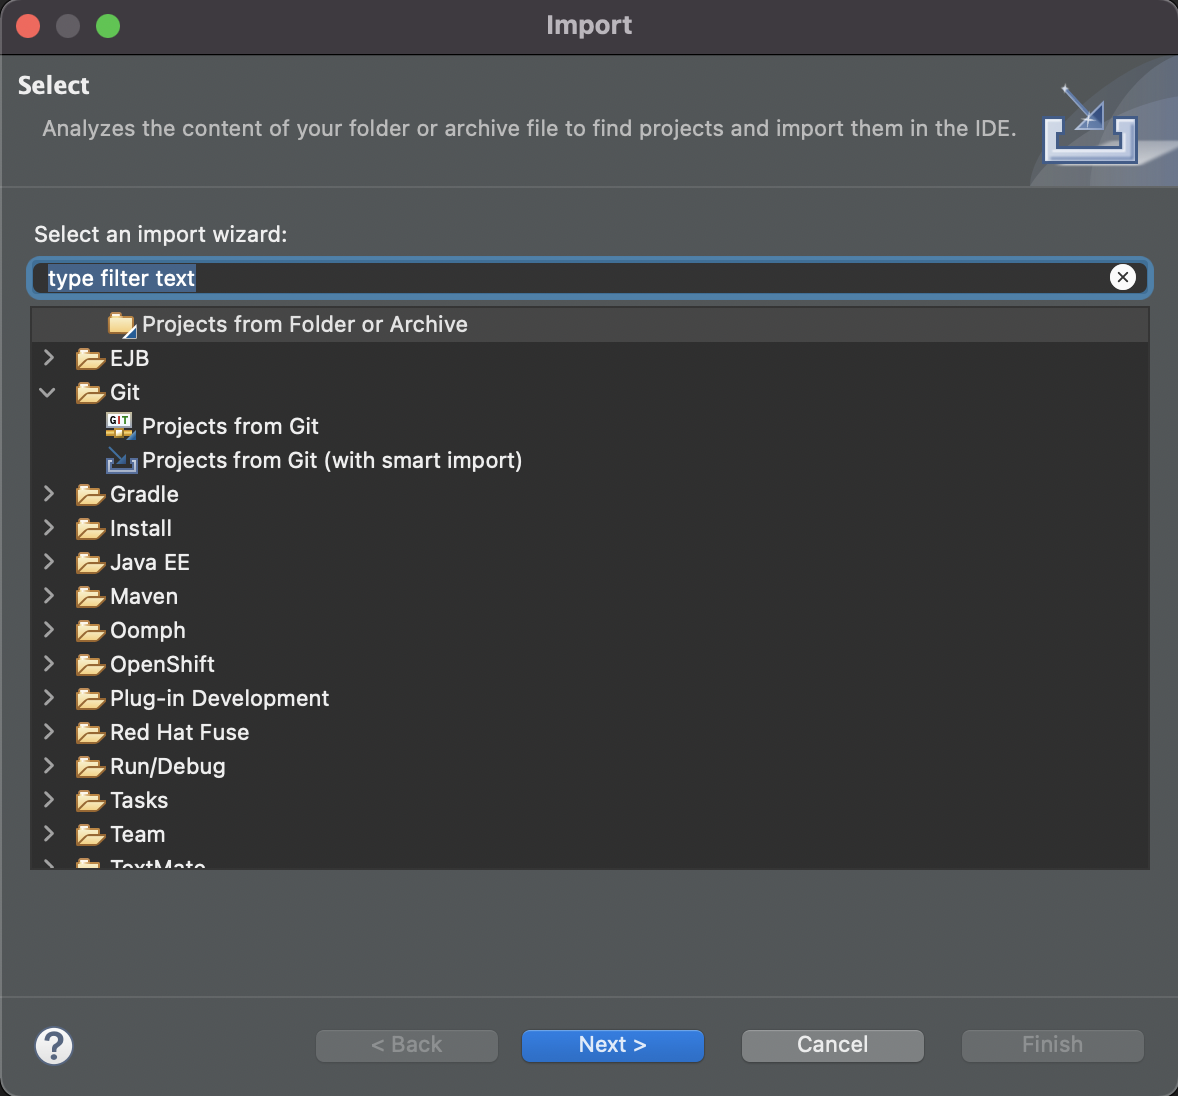 Import
Select
Analyzes the content of your folder or archive file to find projects and import them in the IDE.
Select an import wizard:
type filter text
Projects from Folder or Archive
EJB
Git
GIT
Projects from Git
Projects from Git (with smart import)
Gradle
Install
Java EE
Maven
Oomph
OpenShift
Plug-in Development
Red Hat Fuse
Run/Debug
Tasks
Team
TextMate
?
< Back
Next >
Cancel
Finish